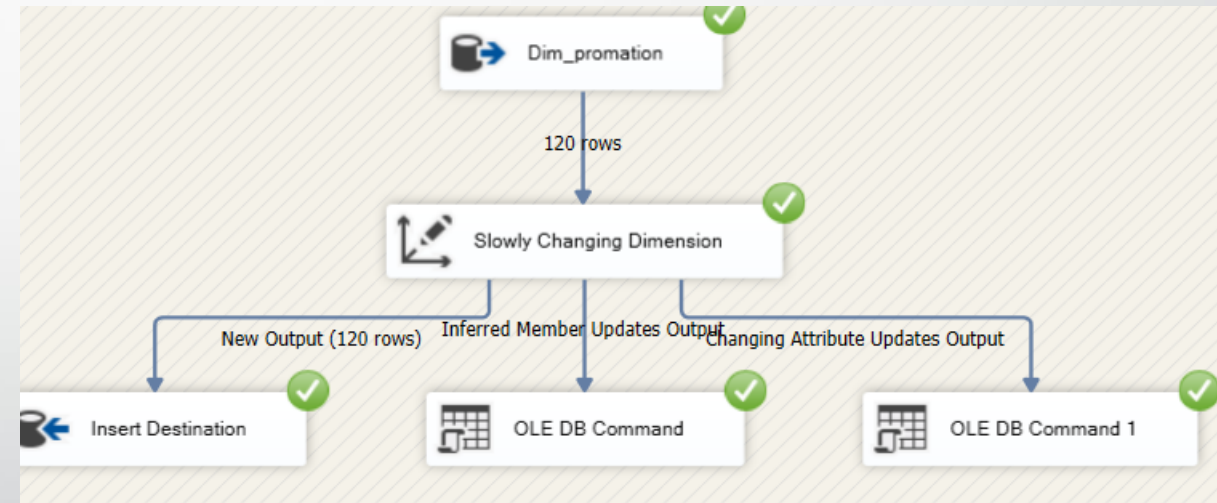 Dim_promation
120 rows
Slowly Changing Dimension
New Output (120 rows)
Inferred Member Updates Output
Changing Attribute Updates Output
Insert Destination
OLE DB Command
OLE DB Command 1